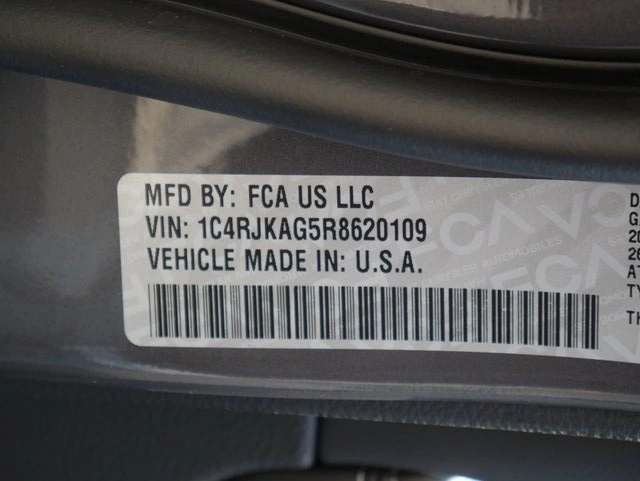 MFD BY: FCA US LLC
VIN: 1C4RJKAG5R8620109
VEHICLE MADE IN: U.S.A.